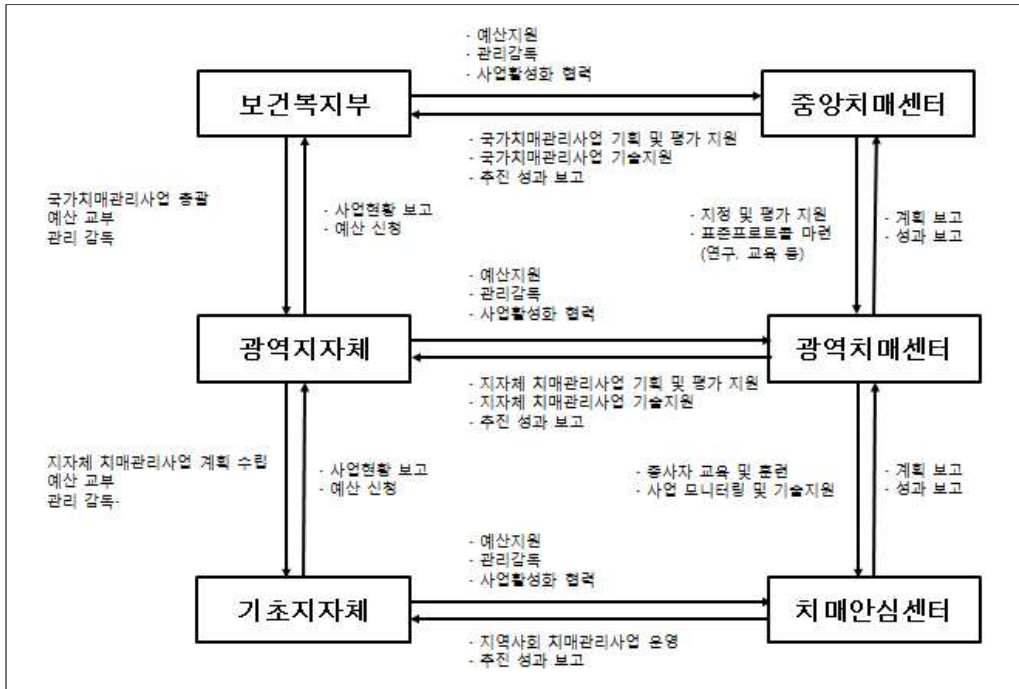 - 예산지원
- 관리감독
- 사업활성화 협력
보건복지부
중앙치매센터
- 국가치매관리사업 기획 및 평가 지원
- 국가치매관리사업 기술지원
- 추진 성과 보고
국가치매관리사업 총괄
예산 교부
관리 감독
- 사업현황 보고
- 예산 신청
- 지정 및 평가 지원
- 표준프로토콜 마련
(연구, 교육 등)
- 계획 보고
- 성과 보고
- 예산지원
- 관리감독
- 사업활성화 협력
광역지자체
광역치매센터
- 지자체 치매관리사업 기획 및 평가 지원
- 지자체 치매관리사업 기술지원
- 추진 성과 보고
지자체 치매관리사업 계획 수립
예산 교부
관리 감독-
- 사업현황 보고
- 예산 신청
- 종사자 교육 및 훈련
- 사업 모니터링 및 기술지원
- 계획 보고
- 성과 보고
- 예산지원
- 관리감독
- 사업활성화 협력
기초지자체
치매안심센터
- 지역사회 치매관리사업 운영
- 추진 성과 보고